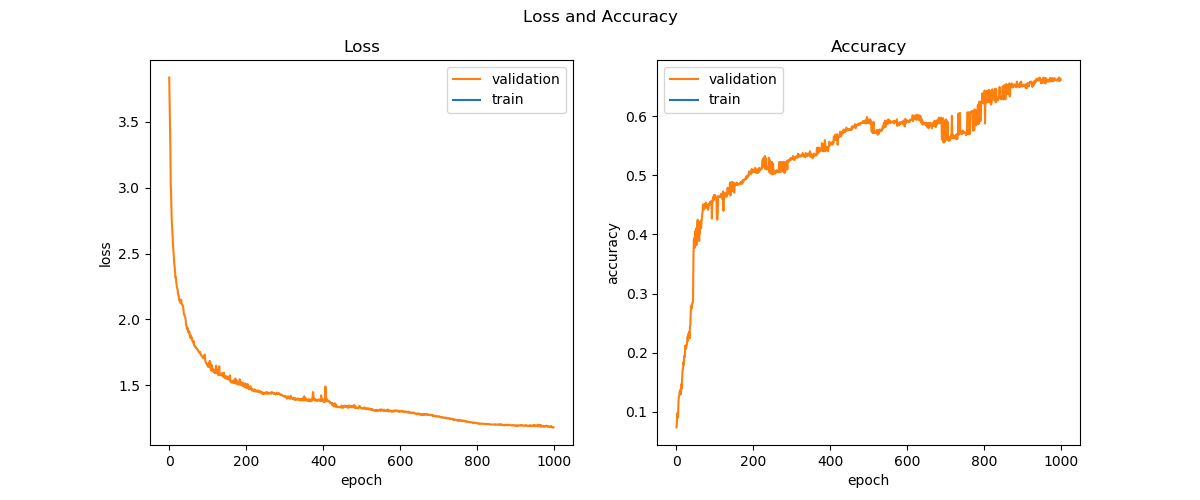 Loss and Accuracy
Loss
validation
train
3.5
3.0
2.5
2.0
1.5
loss
0
200
400
600
800
1000
epoch
Accuracy
validation
train
0.6
0.5
0.4
0.3
0.2
0.1
accuracy
0
200
400
600
800
1000
epoch